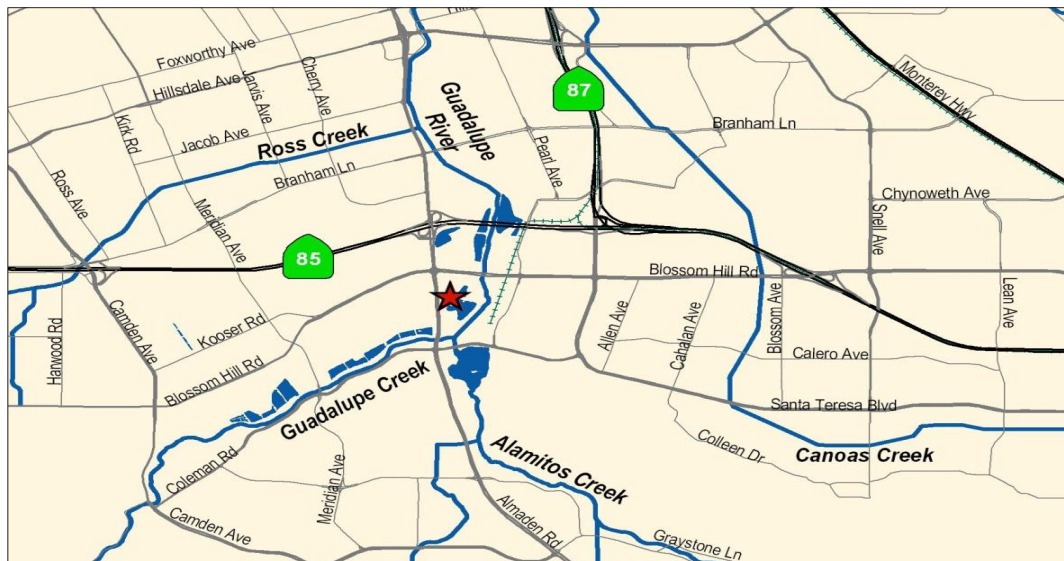 Foxworthy Ave
Hillsdale Ave
Jarvis Ave
Cherry Ave
Kirk Rd
Jacob Ave
Ross Creek
Guadalupe
River
87
Pearl Ave
Branham Ln
Monterey Hwy
Branham Ln
Ross Ave
Meridian Ave
Chynoweth Ave
Snell Ave
85
Blossom Hill Rd
Harwood Rd
Camden Ave
Kooser Rd
Allen Ave
Cahalan Ave
Blossom Ave
Lean Ave
Calero Ave
Blossom Hill Rd
Guadalupe Creek
Santa Teresa Blvd
Colleen Dr
Canoas Creek
Coleman Rd
Meridian Ave
Alamitos Creek
Camden Ave
Almaden Rd
Graystone Ln